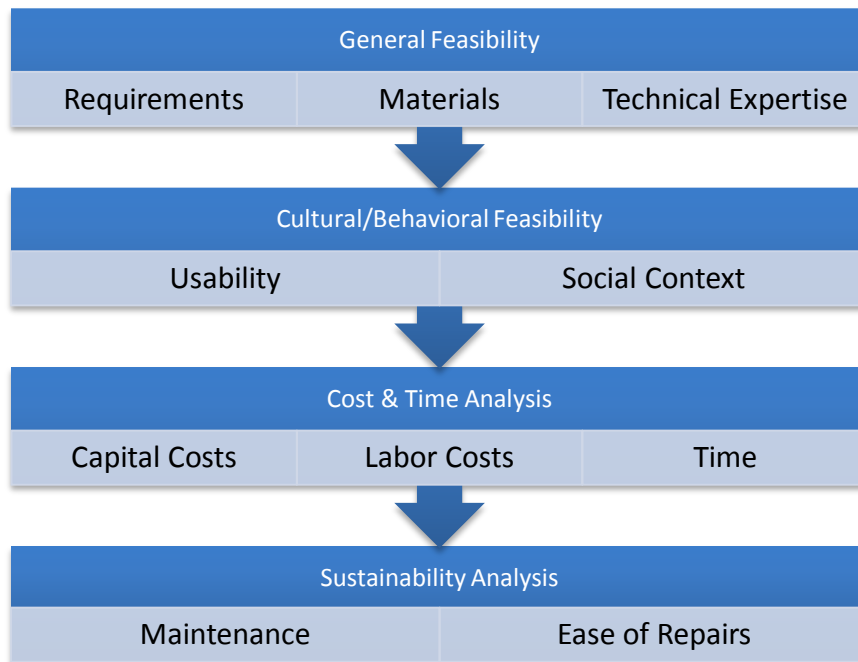 General Feasibility
Requirements Materials Technical Expertise
Cultural/Behavioral Feasibility
Usability Social Context
Cost & Time Analysis
Capital Costs Labor Costs Time
Sustainability Analysis
Maintenance Ease of Repairs